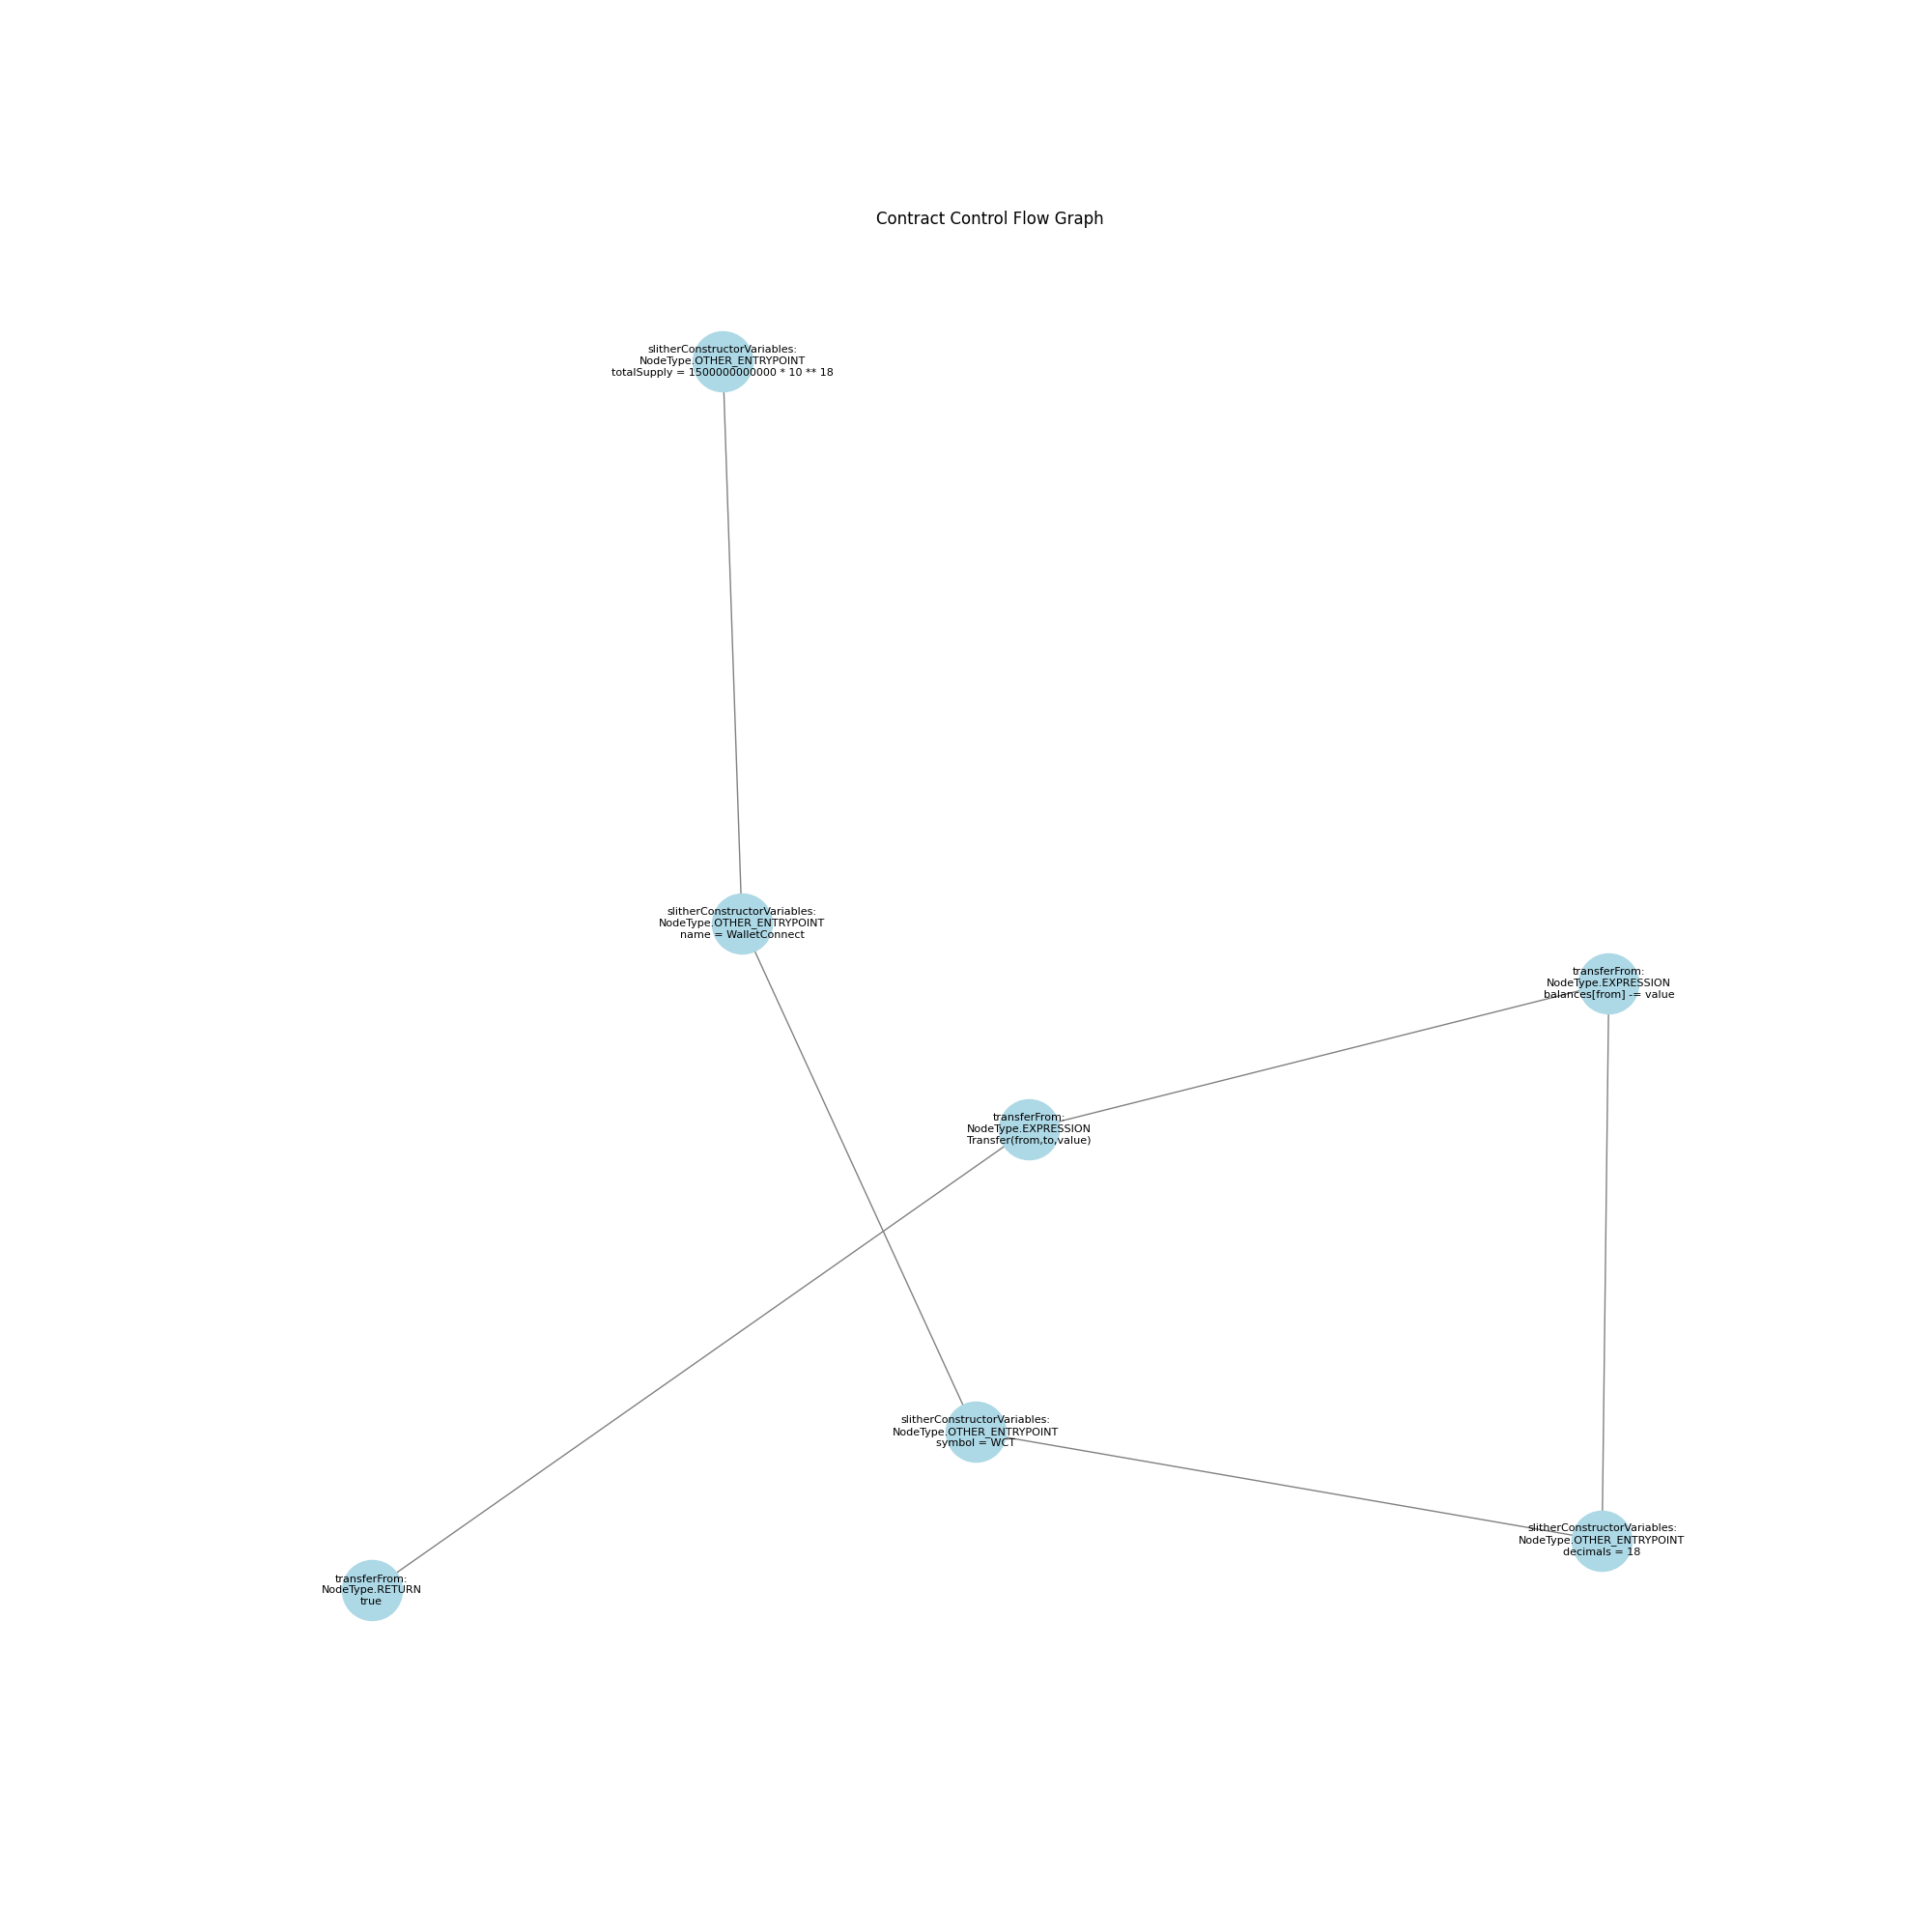 Contract Control Flow Graph
slitherConstructorVariables:
NodeType.OTHER_ENTRYPOINT
totalSupply = 1500000000000 * 10 ** 18
slitherConstructorVariables:
NodeType.OTHER_ENTRYPOINT
name = WalletConnect
transferFrom:
NodeType.EXPRESSION
balances[from] -= value
transferFrom:
NodeType.EXPRESSION
Transfer(from,to,value)
slitherConstructorVariables:
NodeType.OTHER_ENTRYPOINT
symbol = WCT
slitherConstructorVariables:
NodeType.OTHER_ENTRYPOINT
decimals = 18
transferFrom:
NodeType.RETURN
true